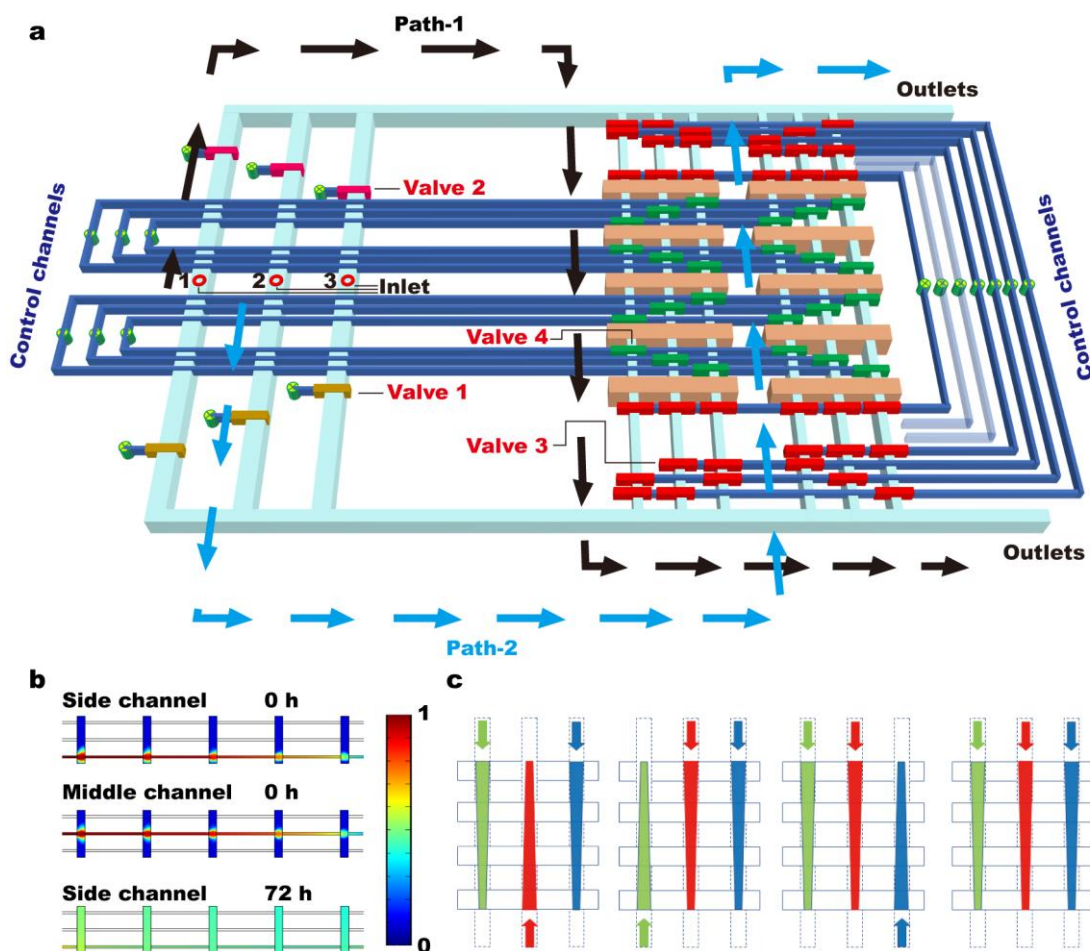 a
Path-1
Outlets
Valve 2
Control channels
1 2 3 Inlet
Control channels
Valve 4
Valve 1
Valve 3
Outlets
Path-2
b
Side channel 0 h
1
Middle channel 0 h
Side channel 72 h
0
c